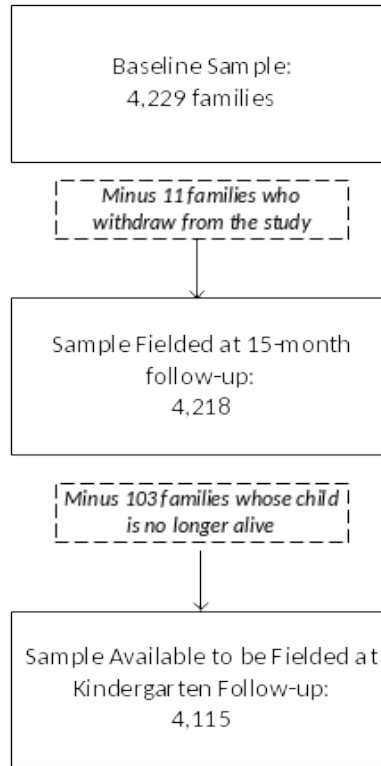 Baseline Sample:
4,229 families
Minus 11 families who
withdraw from the study
Sample Fielded at 15-month
follow-up:
4,218
Minus 103 families whose child
is no longer alive
Sample Available to be Fielded at
Kindergarten Follow-up:
4,115